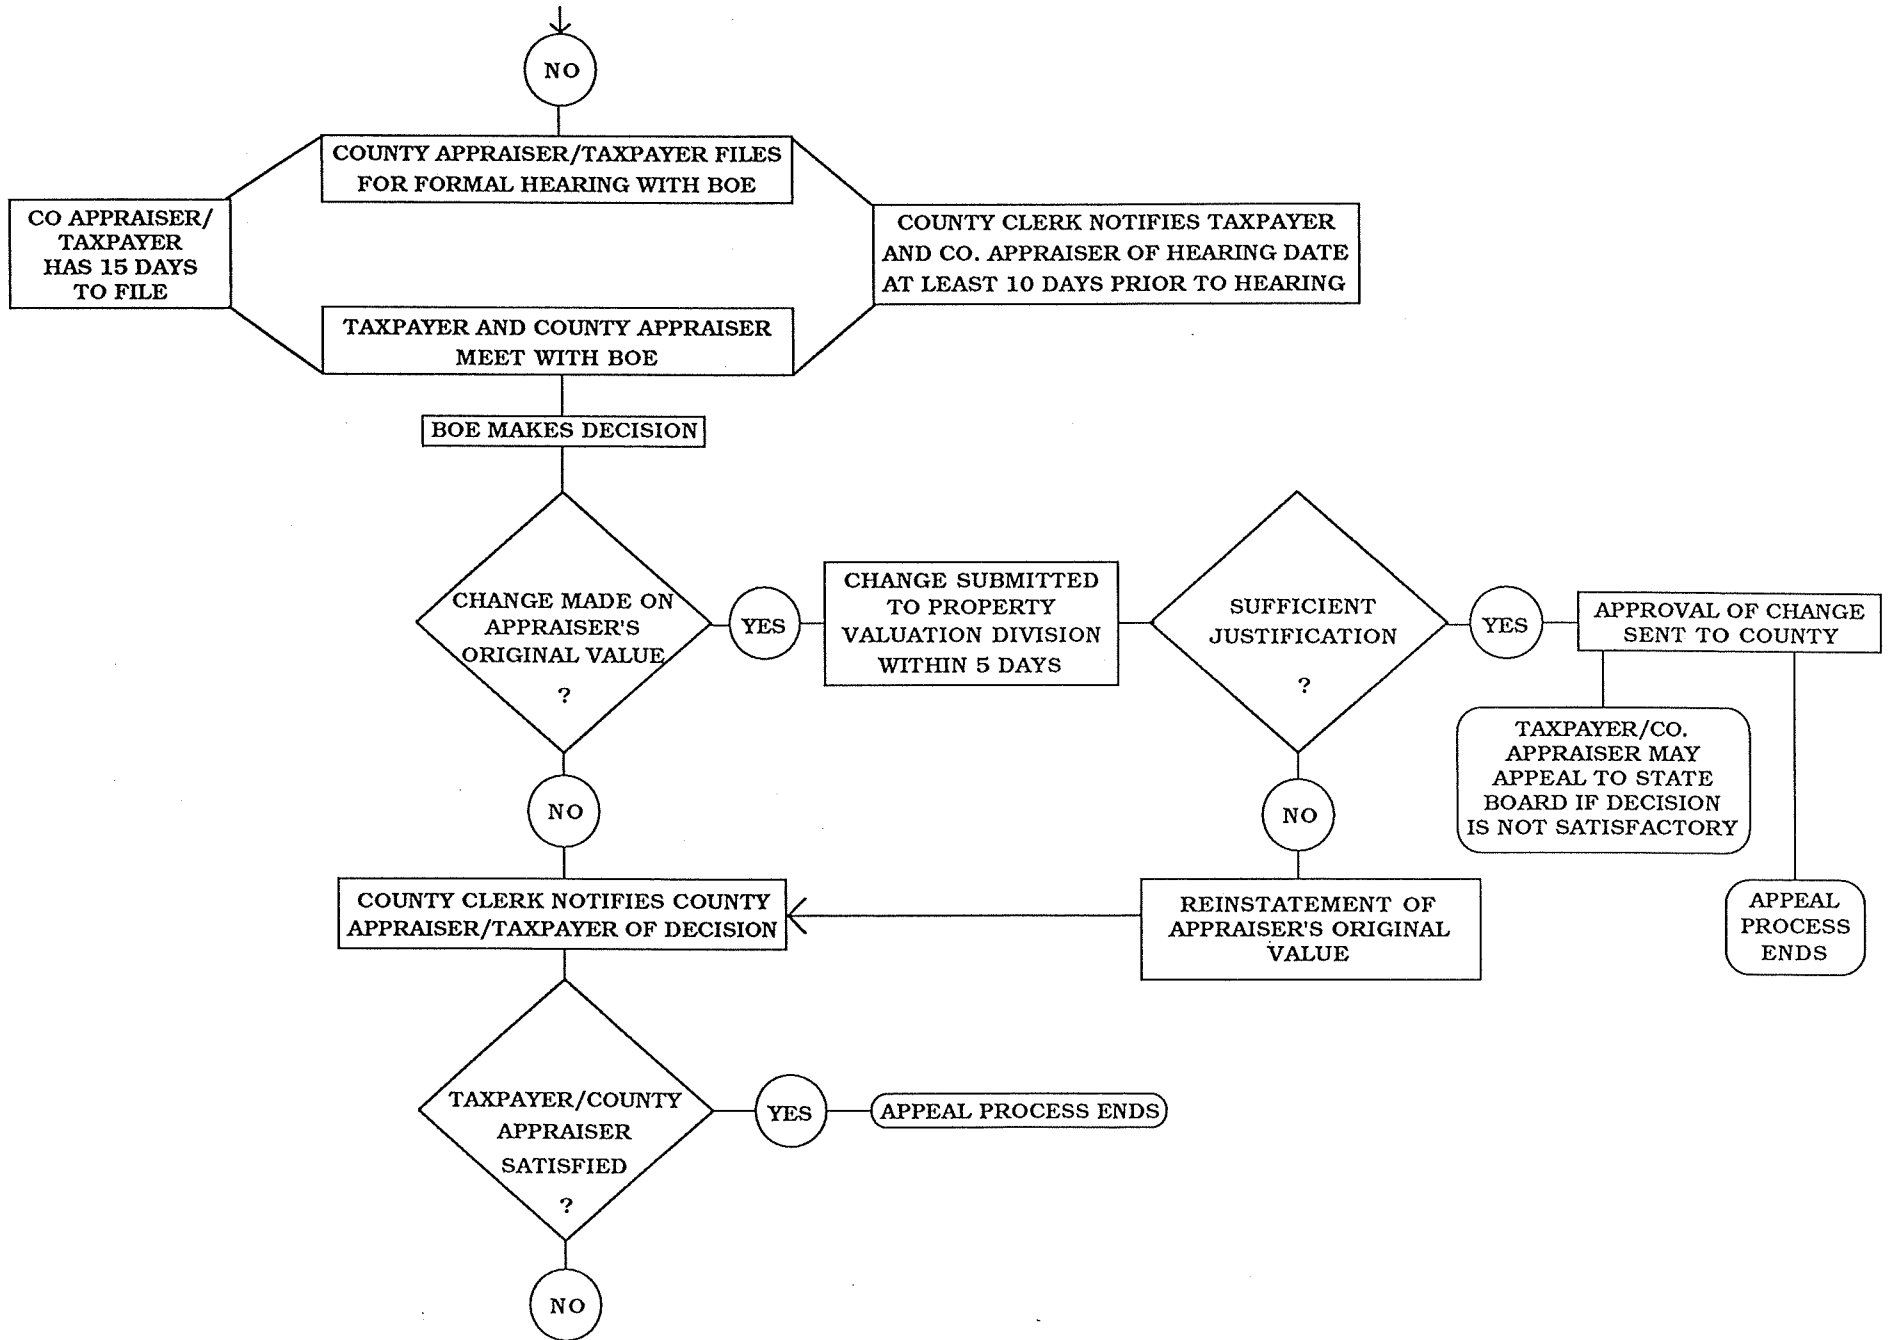 NO
COUNTY APPRAISER/TAXPAYER FILES
FOR FORMAL HEARING WITH BOE
CO APPRAISER/
TAXPAYER
HAS 15 DAYS
TO FILE
COUNTY CLERK NOTIFIES TAXPAYER
AND CO. APPRAISER OF HEARING DATE
AT LEAST 10 DAYS PRIOR TO HEARING
TAXPAYER AND COUNTY APPRAISER
MEET WITH BOE
BOE MAKES DECISION
CHANGE MADE ON
APPRAISER'S
ORIGINAL VALUE
?
YES
CHANGE SUBMITTED
TO PROPERTY
VALUATION DIVISION
WITHIN 5 DAYS
SUFFICIENT
JUSTIFICATION
?
YES
APPROVAL OF CHANGE
SENT TO COUNTY
TAXPAYER/CO.
APPRAISER MAY
APPEAL TO STATE
BOARD IF DECISION
IS NOT SATISFACTORY
APPEAL
PROCESS
ENDS
NO
NO
COUNTY CLERK NOTIFIES COUNTY
APPRAISER/TAXPAYER OF DECISION
REINSTATEMENT OF
APPRAISER'S ORIGINAL
VALUE
TAXPAYER/COUNTY
APPRAISER
SATISFIED
?
YES
APPEAL PROCESS ENDS
NO